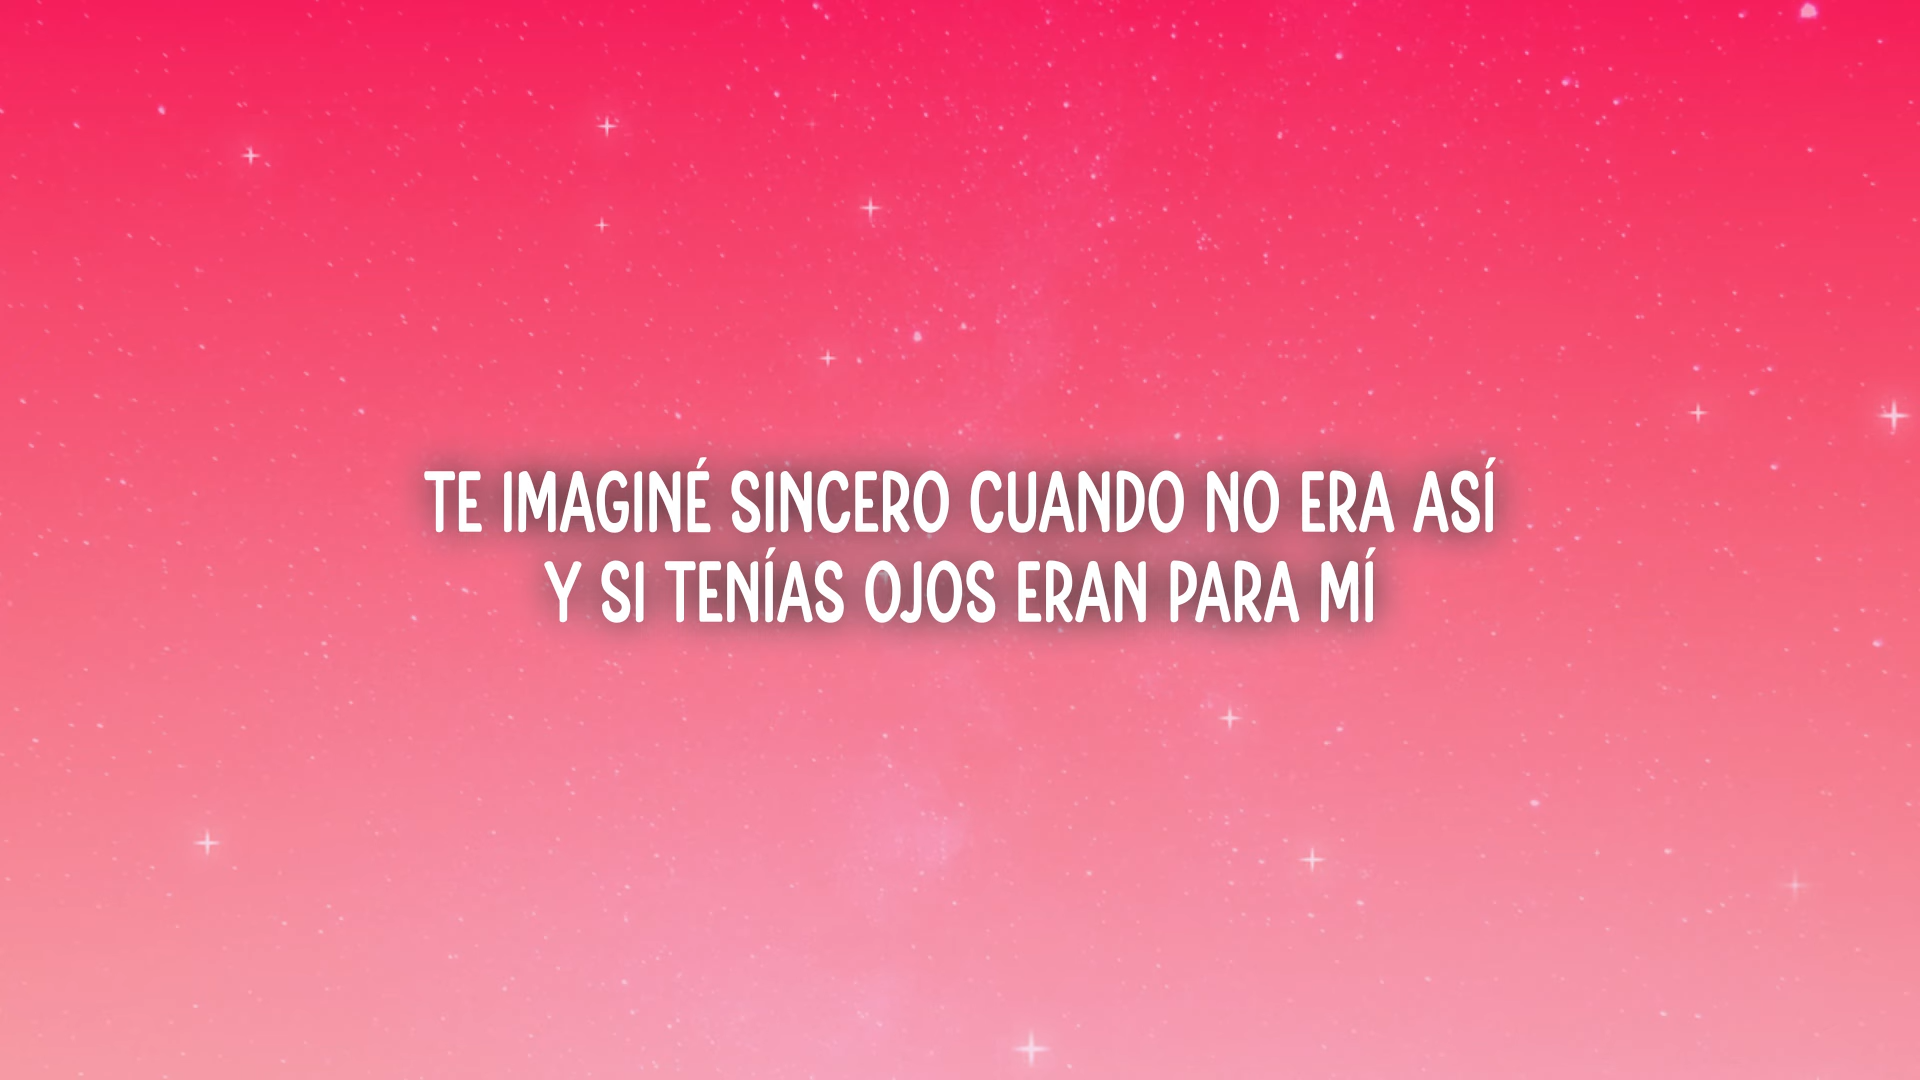 TE IMAGINÉ SINCERO CUANDO NO ERA ASÍ
Y SI TENÍAS OJOS ERAN PARA MÍ